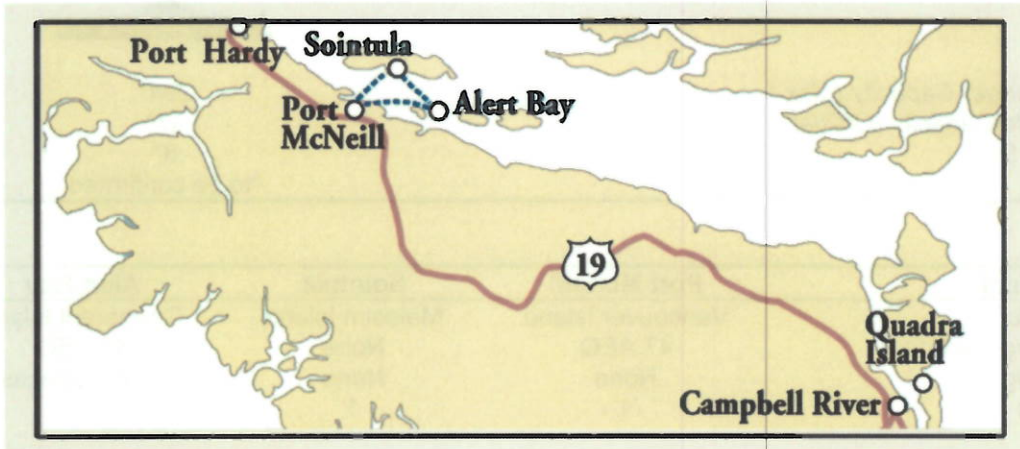 Port Hardy
Sointula
Port
McNeill
Alert Bay
19
Quadra
Island
Campbell River